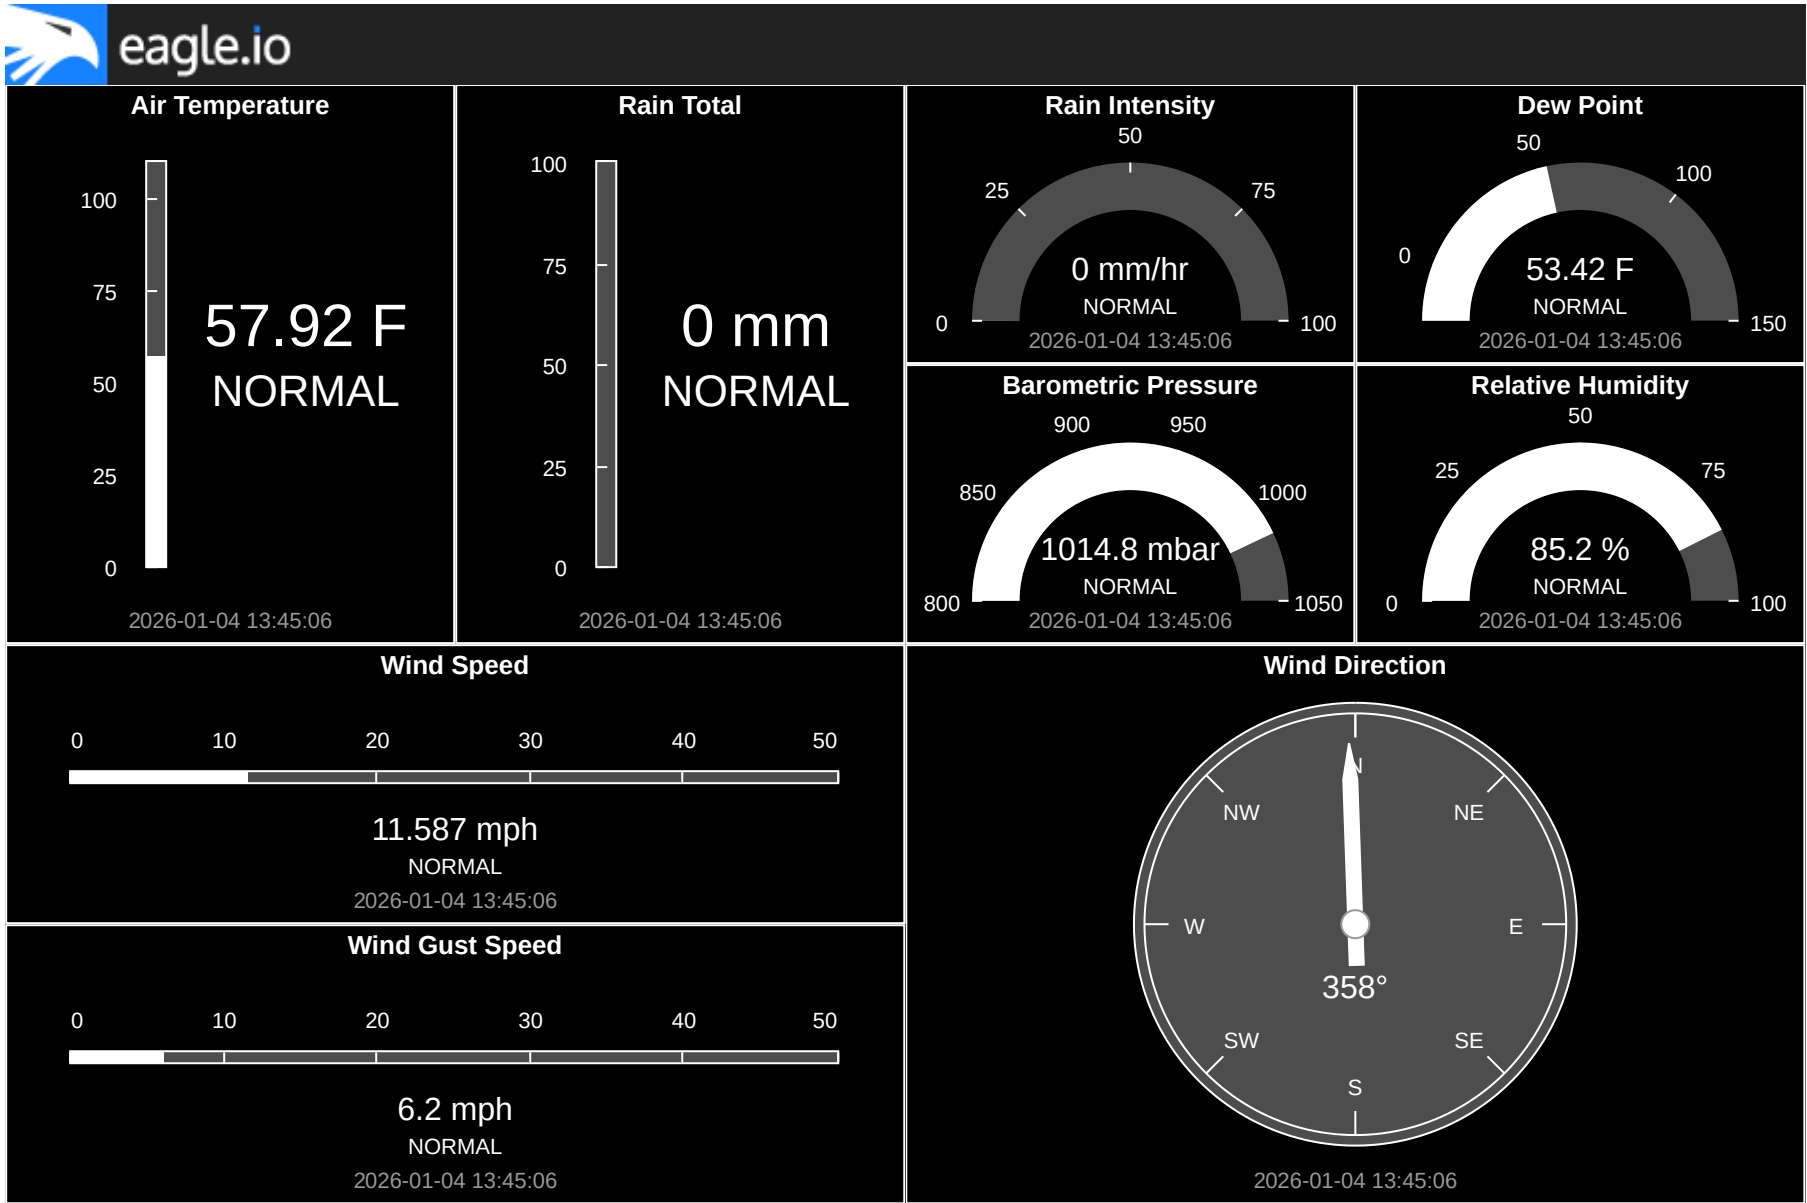 eagle.io
Air Temperature
100
75
50
25
0
57.92 F
NORMAL
2026-01-04 13:45:06
Rain Total
100
75
50
25
0
0 mm
NORMAL
2026-01-04 13:45:06
Rain Intensity
0
25
50
75
100
0 mm/hr
NORMAL
2026-01-04 13:45:06
Dew Point
0
50
100
150
53.42 F
NORMAL
2026-01-04 13:45:06
Barometric Pressure
800
850
900
950
1000
1050
1014.8 mbar
NORMAL
2026-01-04 13:45:06
Relative Humidity
0
25
50
75
100
85.2 %
NORMAL
2026-01-04 13:45:06
Wind Speed
0 10 20 30 40 50
11.587 mph
NORMAL
2026-01-04 13:45:06
Wind Gust Speed
0 10 20 30 40 50
6.2 mph
NORMAL
2026-01-04 13:45:06
Wind Direction
N
NW NE
W E
358°
SW SE
S
2026-01-04 13:45:06